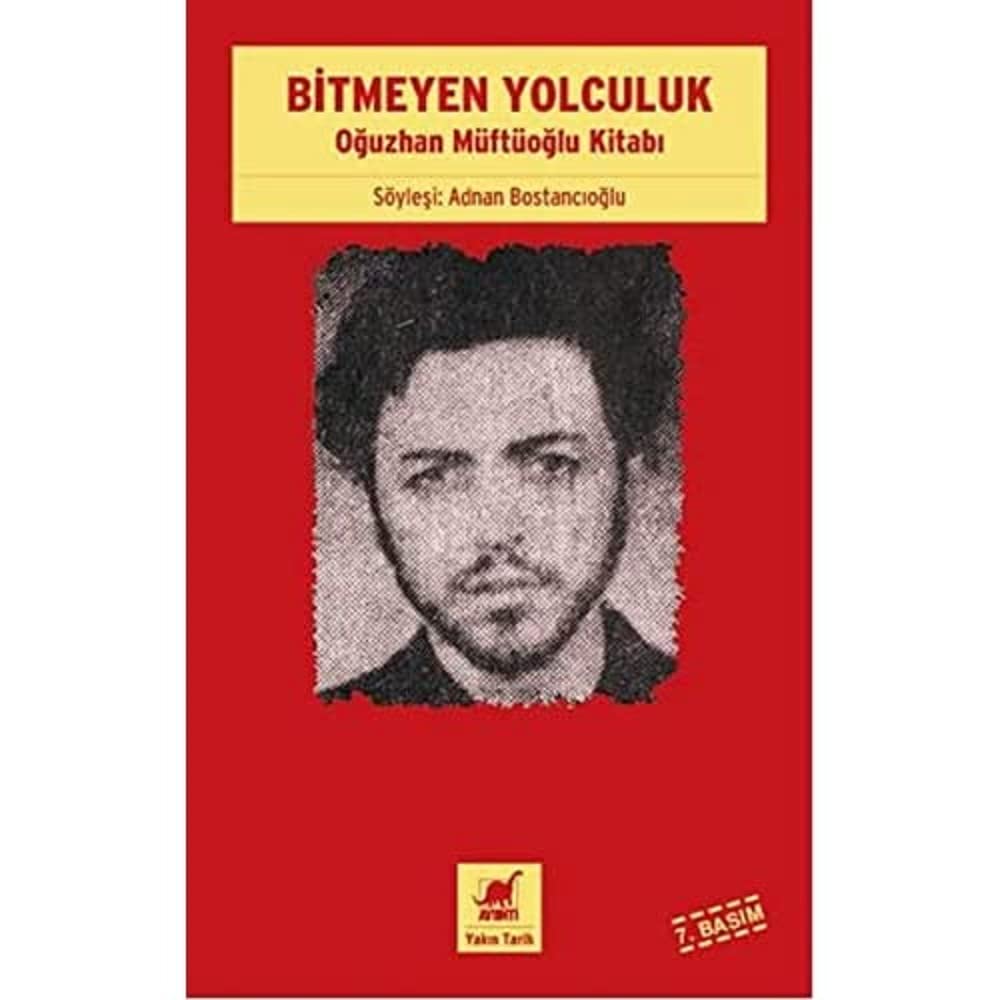 BİTMEYEN YOLCULUK
Oğuzhan Müftüoğlu Kitabı
Söyleşi: Adnan Bostancıoğlu
AYRINTI
Yakın Tarih
7. BASIM